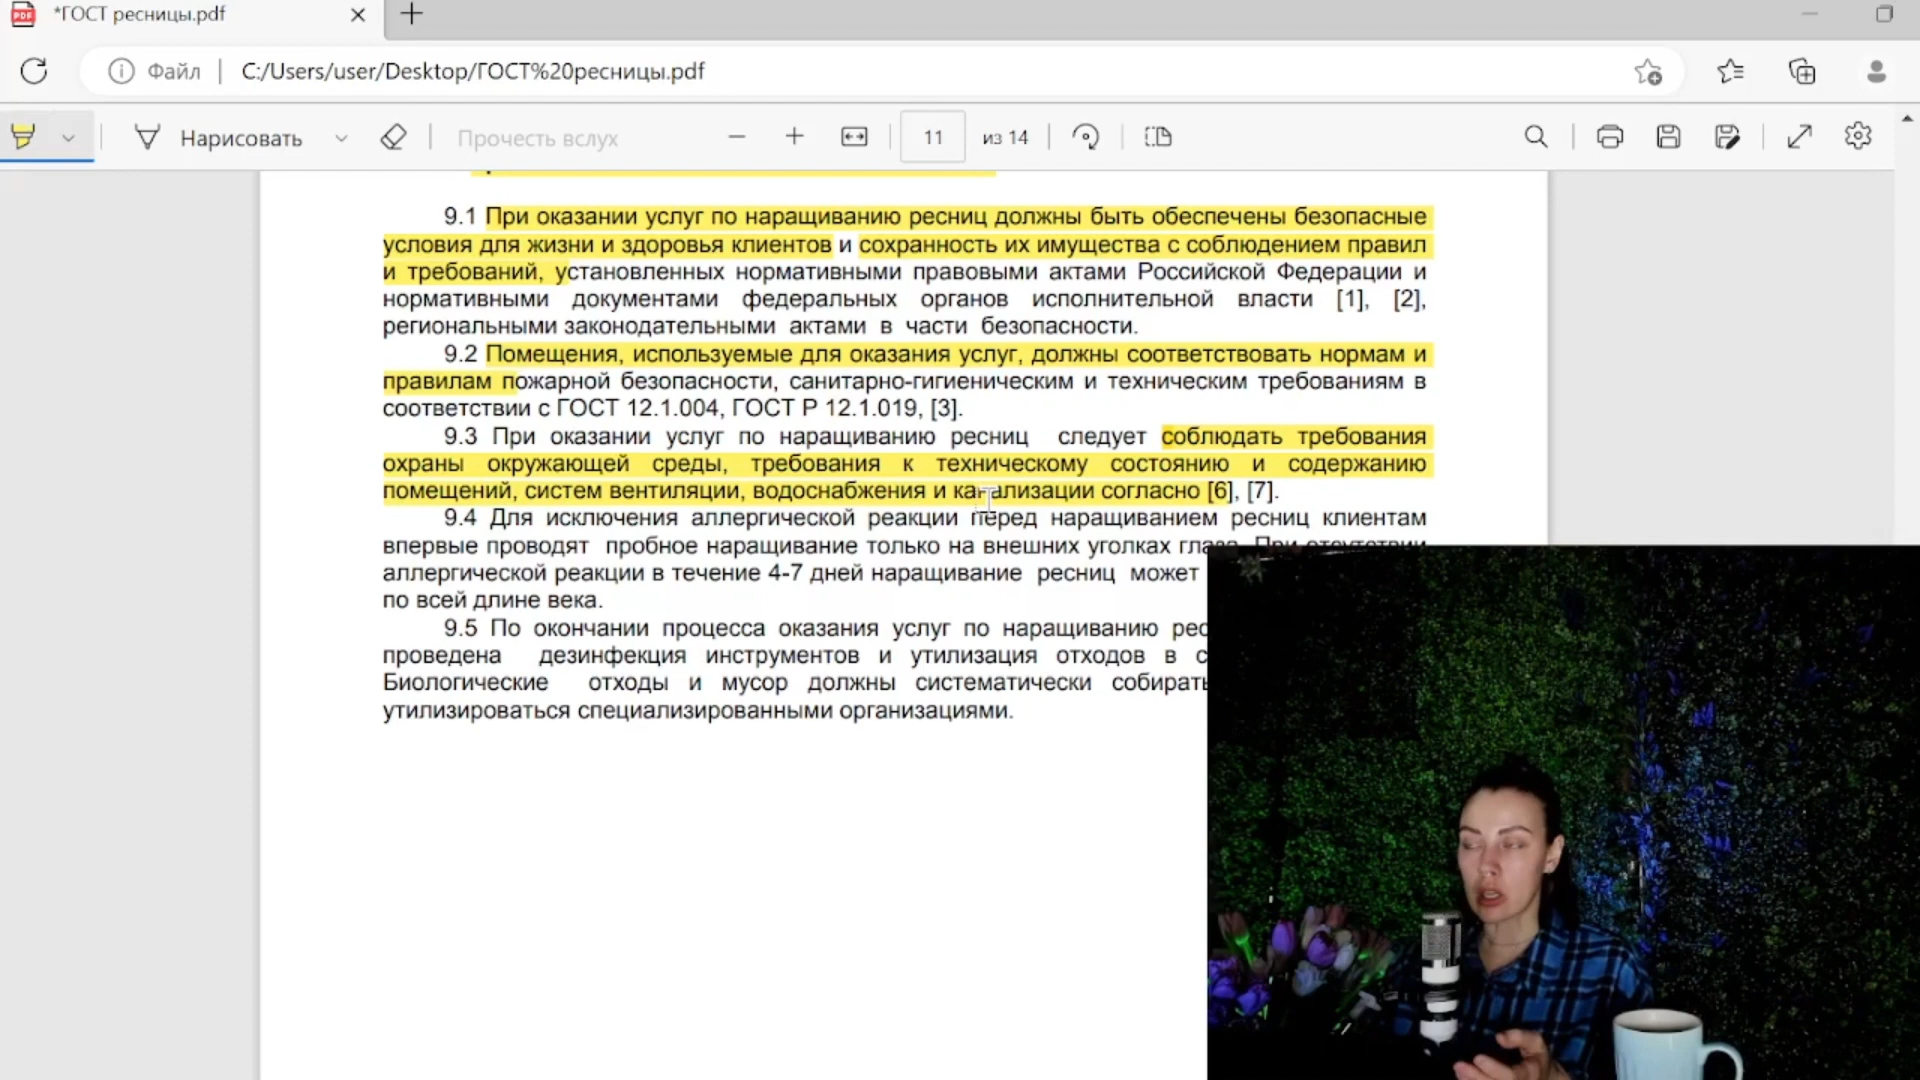 *ГОСТ ресницы.pdf
Файл C:/Users/user/Desktop/ГОСТ%20ресницы.pdf
Нарисовать Прочесть вслух 11 из 14
9.1 При оказании услуг по наращиванию ресниц должны быть обеспечены безопасные
условия для жизни и здоровья клиентов и сохранность их имущества с соблюдением правил
и требований, установленных нормативными правовыми актами Российской Федерации и
нормативными документами федеральных органов исполнительной власти [1], [2],
региональными законодательными актами в части безопасности.
9.2 Помещения, используемые для оказания услуг, должны соответствовать нормам и
правилам пожарной безопасности, санитарно-гигиеническим и техническим требованиям в
соответствии с ГОСТ 12.1.004, ГОСТ Р 12.1.019, [3].
9.3 При оказании услуг по наращиванию ресниц следует соблюдать требования
охраны окружающей среды, требования к техническому состоянию и содержанию
помещений, систем вентиляции, водоснабжения и канализации согласно [6], [7].
9.4 Для исключения аллергической реакции перед наращиванием ресниц клиентам
впервые проводят пробное наращивание только на внешних уголках глаза. При отсутствии
аллергической реакции в течение 4-7 дней наращивание ресниц может
по всей длине века.
9.5 По окончании процесса оказания услуг по наращиванию рес
проведена дезинфекция инструментов и утилизация отходов в с
Биологические отходы и мусор должны систематически собират
утилизироваться специализированными организациями.